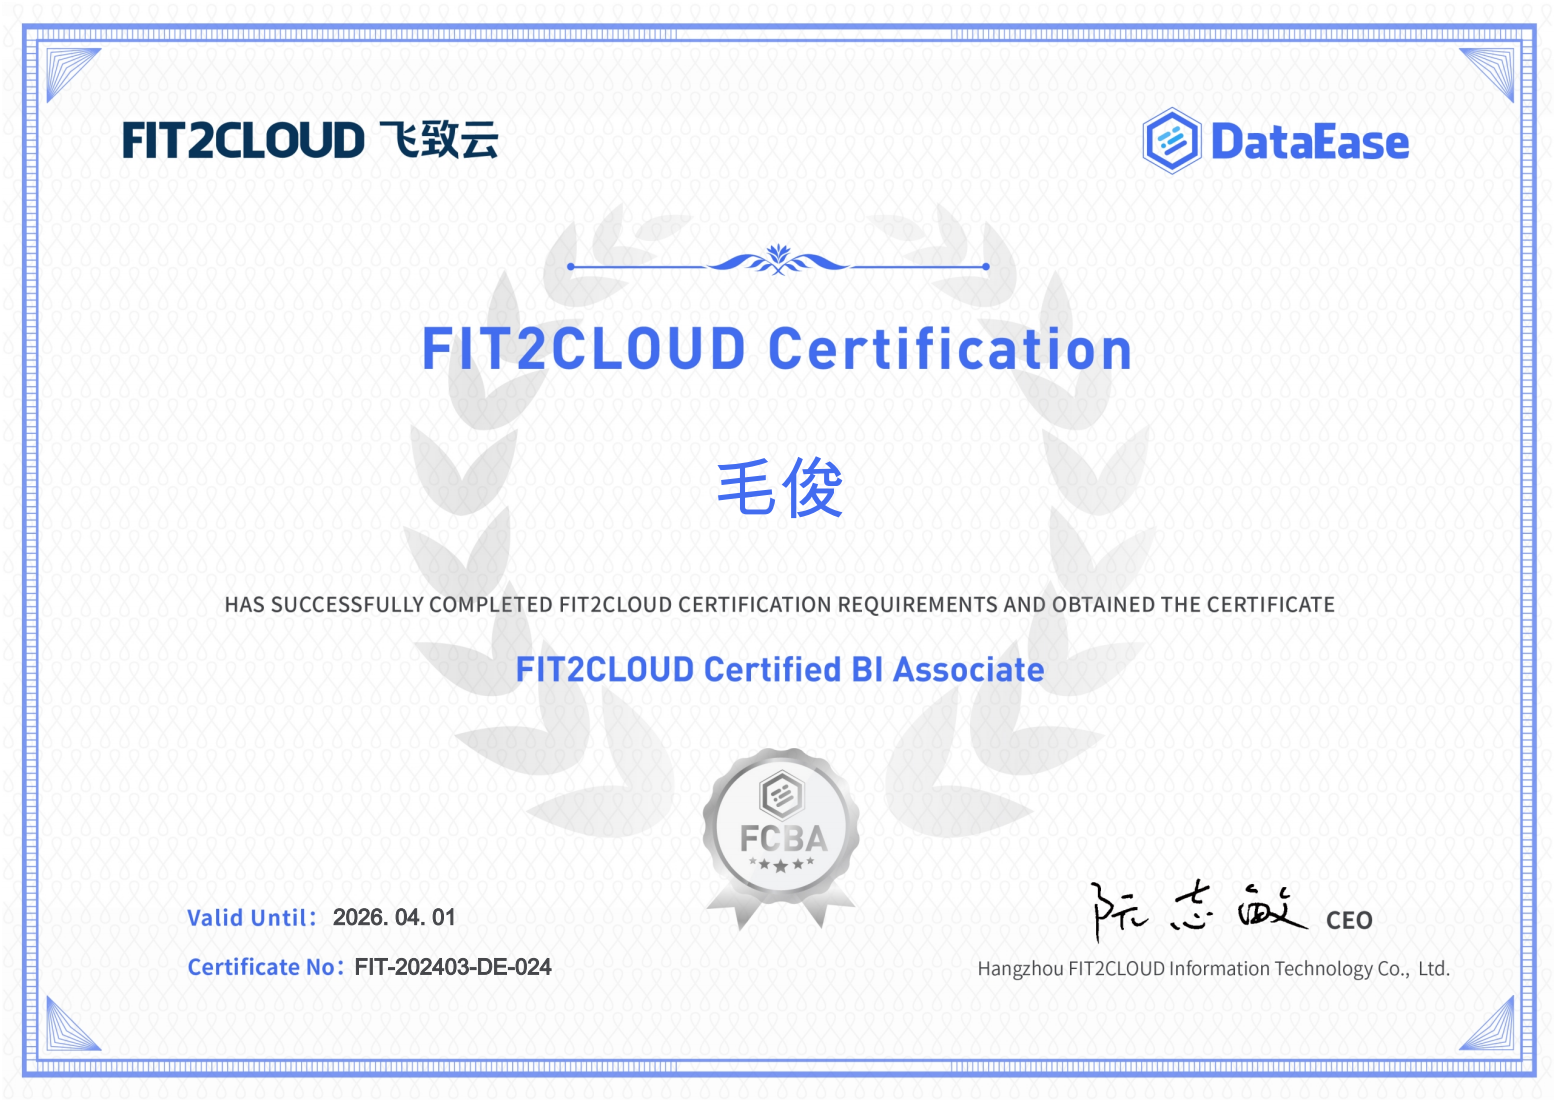 FIT2CLOUD 飞致云
DataEase
FIT2CLOUD Certification
毛俊
HAS SUCCESSFULLY COMPLETED FIT2CLOUD CERTIFICATION REQUIREMENTS AND OBTAINED THE CERTIFICATE
FIT2CLOUD Certified BI Associate
FCBA
Valid Until： 2026. 04. 01
Certificate No： FIT-202403-DE-024
阮志敏 CEO
Hangzhou FIT2CLOUD Information Technology Co., Ltd.